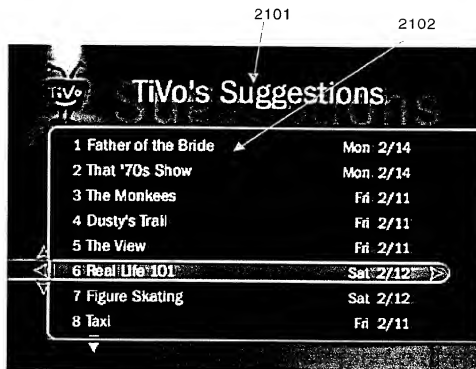 2101
2102
TiVo
TiVo's Suggestions
1 Father of the Bride Mon 2/14
2 That '70s Show Mon 2/14
3 The Monkees Fri 2/11
4 Dusty's Trail Fri 2/11
5 The View Fri 2/11
6 Real Life 101 Sat 2/12
7 Figure Skating Sat 2/12
8 Taxi Fri 2/11